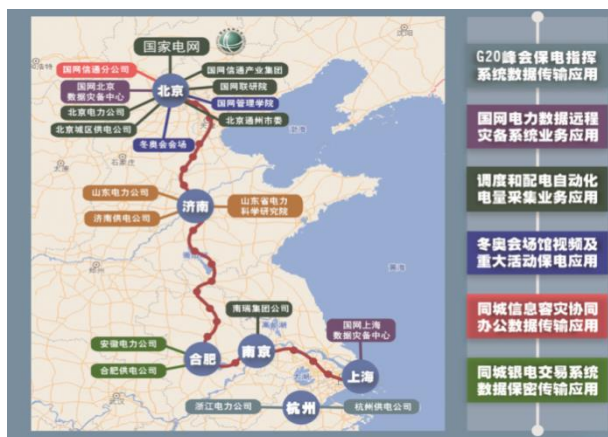 国家电网
国网信通分公司
国网北京
数据灾备中心
北京电力公司
北京城区供电公司
北京
国网信通产业集团
国网联研院
国网管理学院
北京通州市委
冬奥会会场
山东电力公司
济南供电公司
济南
山东省电力
科学研究院
南瑞集团公司
安徽电力公司
合肥供电公司
合肥
南京
国网上海
数据灾备中心
上海
浙江电力公司
杭州
杭州供电公司
渤海
黄海
石家庄
G20峰会保电指挥
系统数据传输应用
国网电力数据远程
灾备系统业务应用
调度和配电自动化
电量采集业务应用
冬奥会场馆视频及
重大活动保电应用
同城信息容灾协同
办公数据传输应用
同城银电交易系统
数据保密传输应用